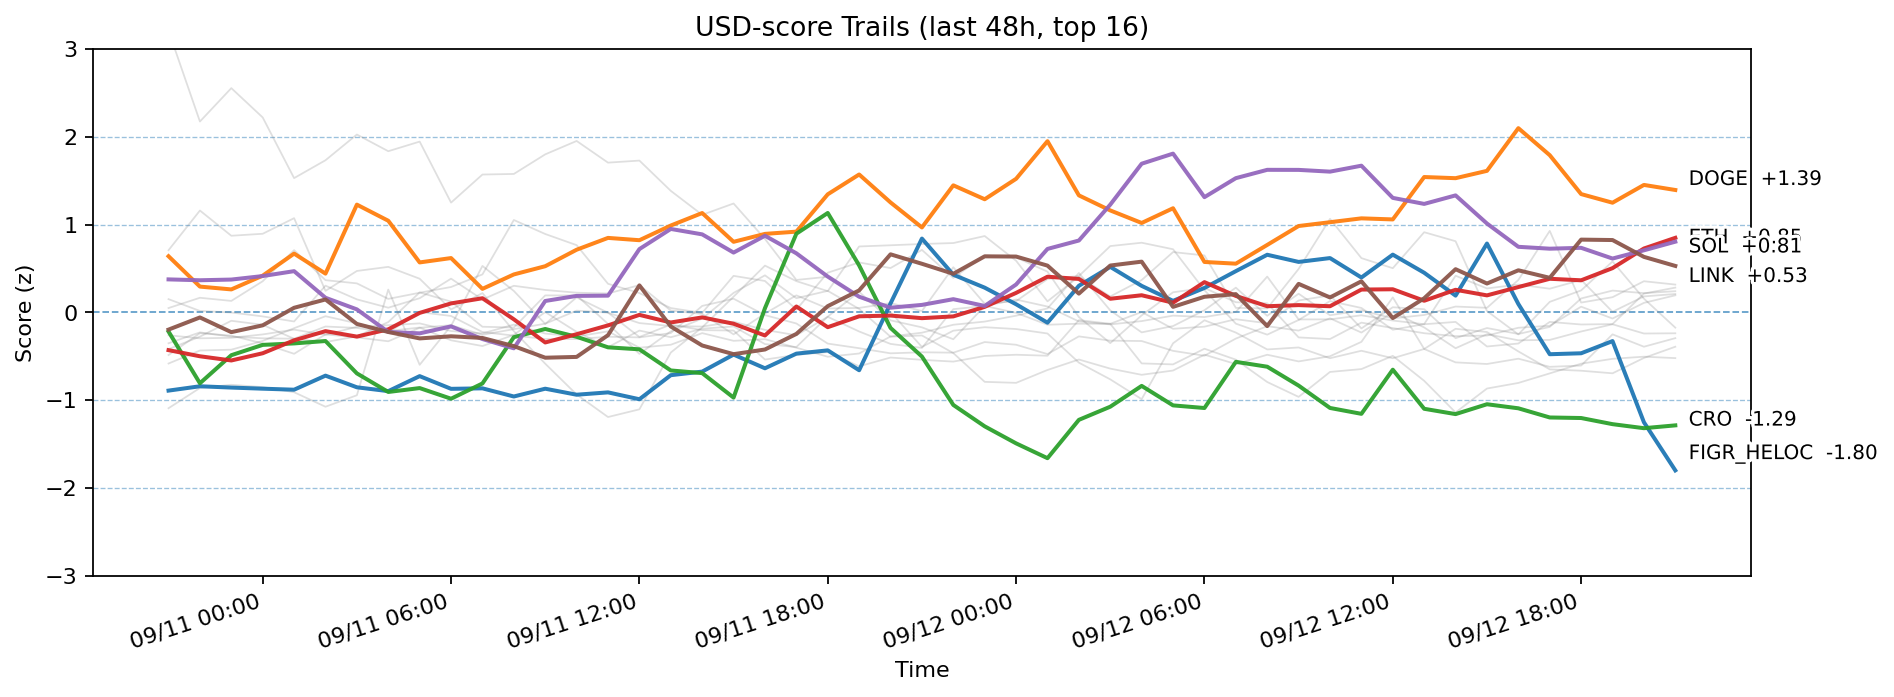 USD-score Trails (last 48h, top 16)
Score (z)
3
2
1
0
−1
−2
−3
DOGE +1.39
ETH +0.85
SOL +0.81
LINK +0.53
CRO -1.29
FIGR_HELOC -1.80
09/11 00:00
09/11 06:00
09/11 12:00
09/11 18:00
09/12 00:00
09/12 06:00
09/12 12:00
09/12 18:00
Time